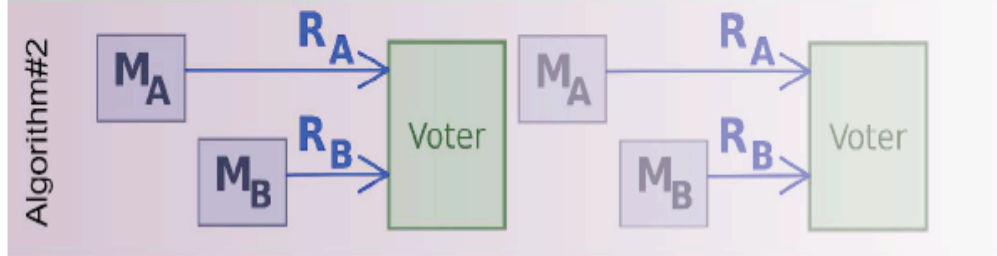 Algorithm#2
M_A
R_A
M_B
R_B
Voter
M_A
R_A
M_B
R_B
Voter